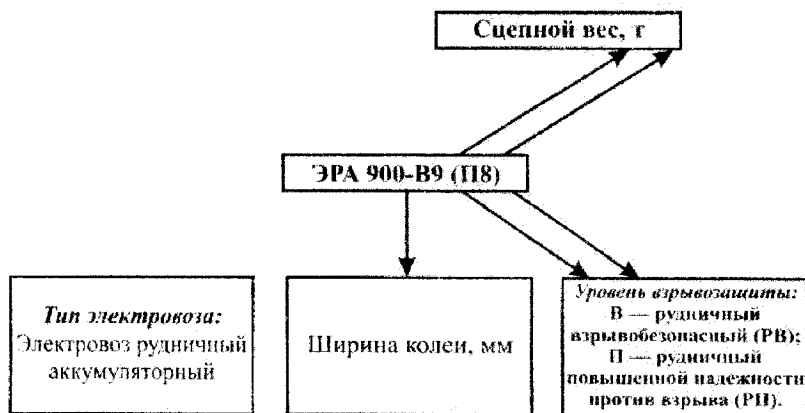 Сцепной вес, т
ЭРА 900-В9 (П8)
Тип электровоза:
Электровоз рудничный
аккумуляторный
Ширина колеи, мм
Уровень взрывозащиты:
В — рудничный
взрывобезопасный (РВ);
П — рудничный
повышенной надежности
против взрыва (РП).